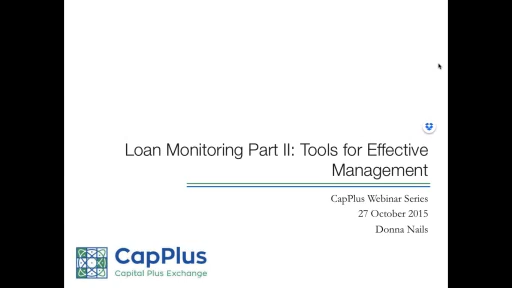 Loan Monitoring Part II: Tools for Effective
Management
CapPlus Webinar Series
27 October 2015
Donna Nails
CapPlus
Capital Plus Exchange